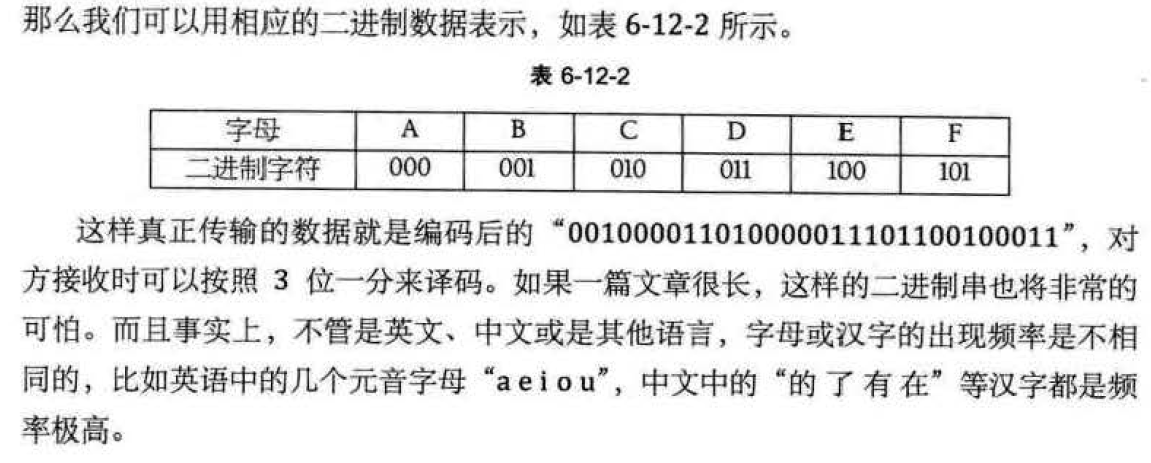 那么我们可以用相应的二进制数据表示，如表 6-12-2 所示。
表 6-12-2
字母 A B C D E F
二进制字符 000 001 010 011 100 101
这样真正传输的数据就是编码后的“001000011010000011101100100011”，对
方接收时可以按照 3 位一分来译码。如果一篇文章很长，这样的二进制串也将非常的
可怕。而且事实上，不管是英文、中文或是其他语言，字母或汉字的出现频率是不相
同的，比如英语中的几个元音字母“a e i o u”，中文中的“的 了 有 在”等汉字都是频
率极高。